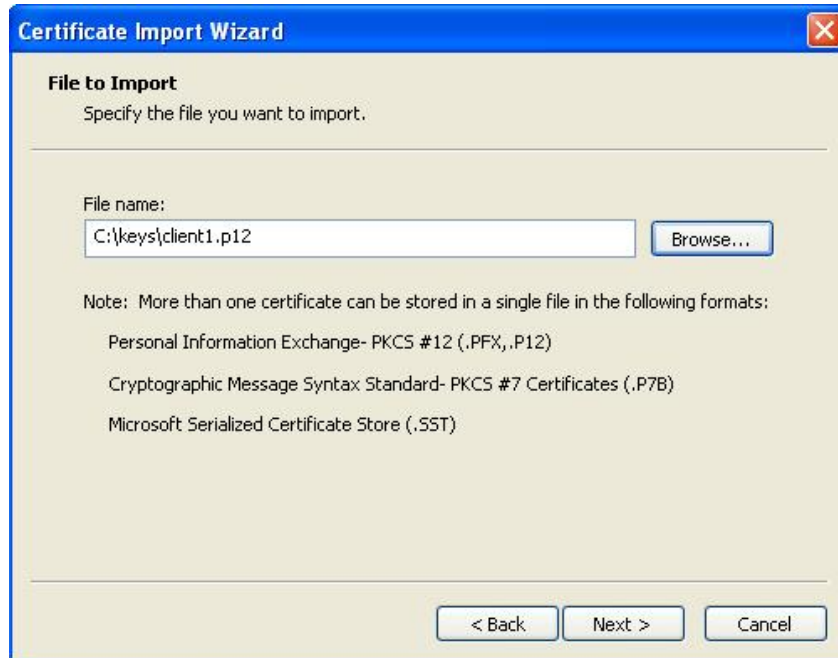 Certificate Import Wizard
File to Import
Specify the file you want to import.
File name:
C:\keys\client1.p12
Browse...
Note:  More than one certificate can be stored in a single file in the following formats:
Personal Information Exchange- PKCS #12 (.PFX,.P12)
Cryptographic Message Syntax Standard- PKCS #7 Certificates (.P7B)
Microsoft Serialized Certificate Store (.SST)
< Back Next > Cancel